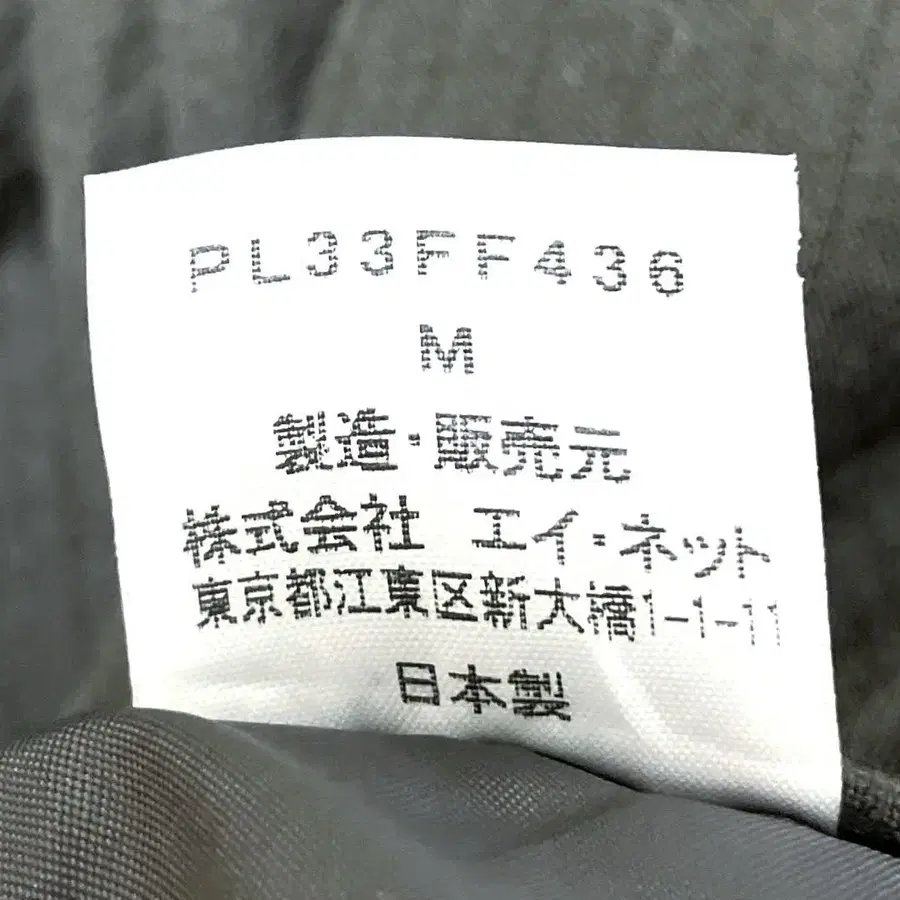 PL33FF436
M
製造・販売元
株式会社 エイ・ネット
東京都江東区新大橋1-1-11
日本製